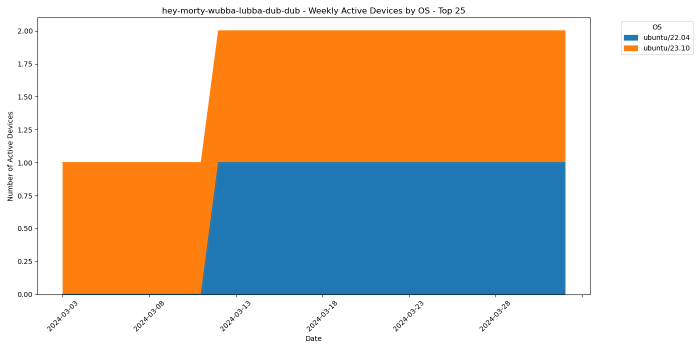 hey-morty-wubba-lubba-dub-dub - Weekly Active Devices by OS - Top 25
OS
ubuntu/22.04
ubuntu/23.10
Number of Active Devices
2.00
1.75
1.50
1.25
1.00
0.75
0.50
0.25
0.00
2024-03-03
2024-03-08
2024-03-13
2024-03-18
2024-03-23
2024-03-28
Date